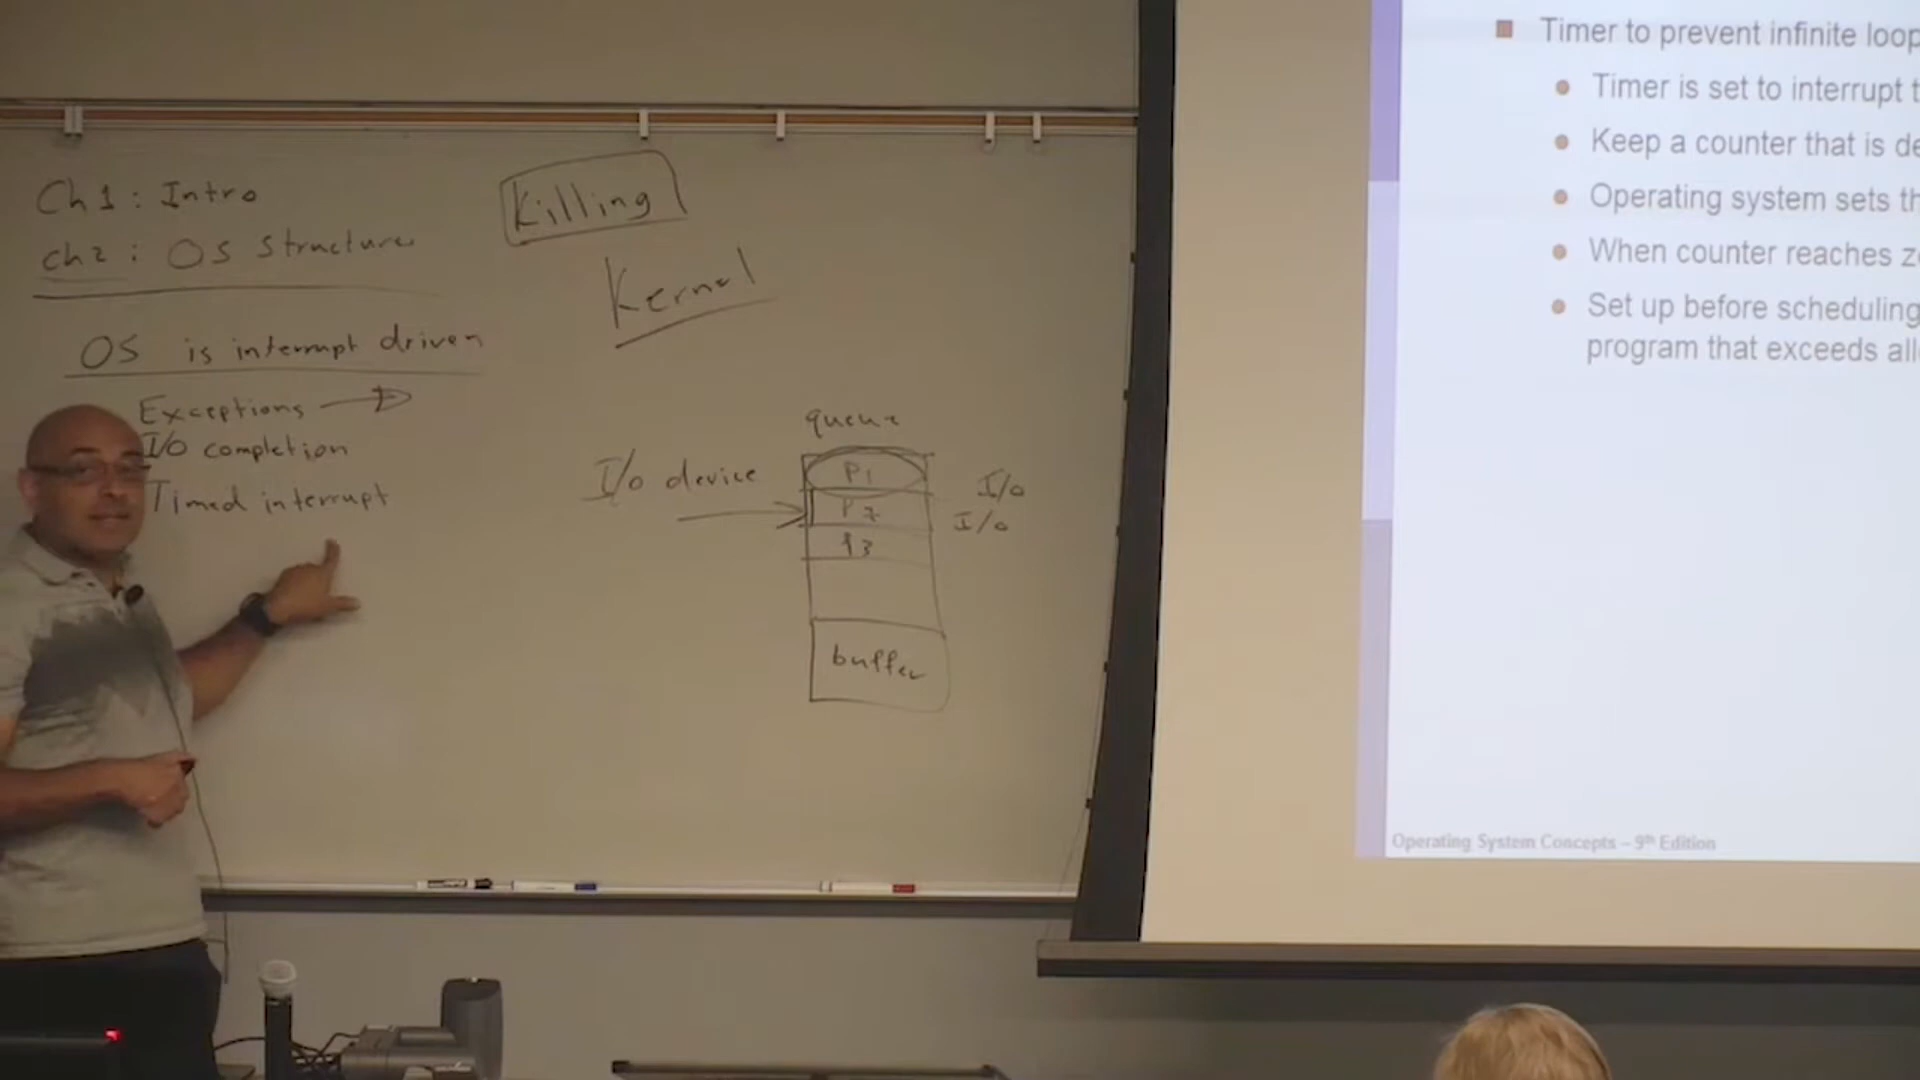 Ch1: Intro
ch2: OS Structure
OS is interrupt driven
Exceptions
I/O completion
Timed interrupt
Killing
Kernel
queue
I/O device
P1
P2
P3
I/O
I/O
buffer
Timer to prevent infinite loop
Timer is set to interrupt t
Keep a counter that is de
Operating system sets th
When counter reaches ze
Set up before scheduling
program that exceeds all
Operating System Concepts – 9th Edition